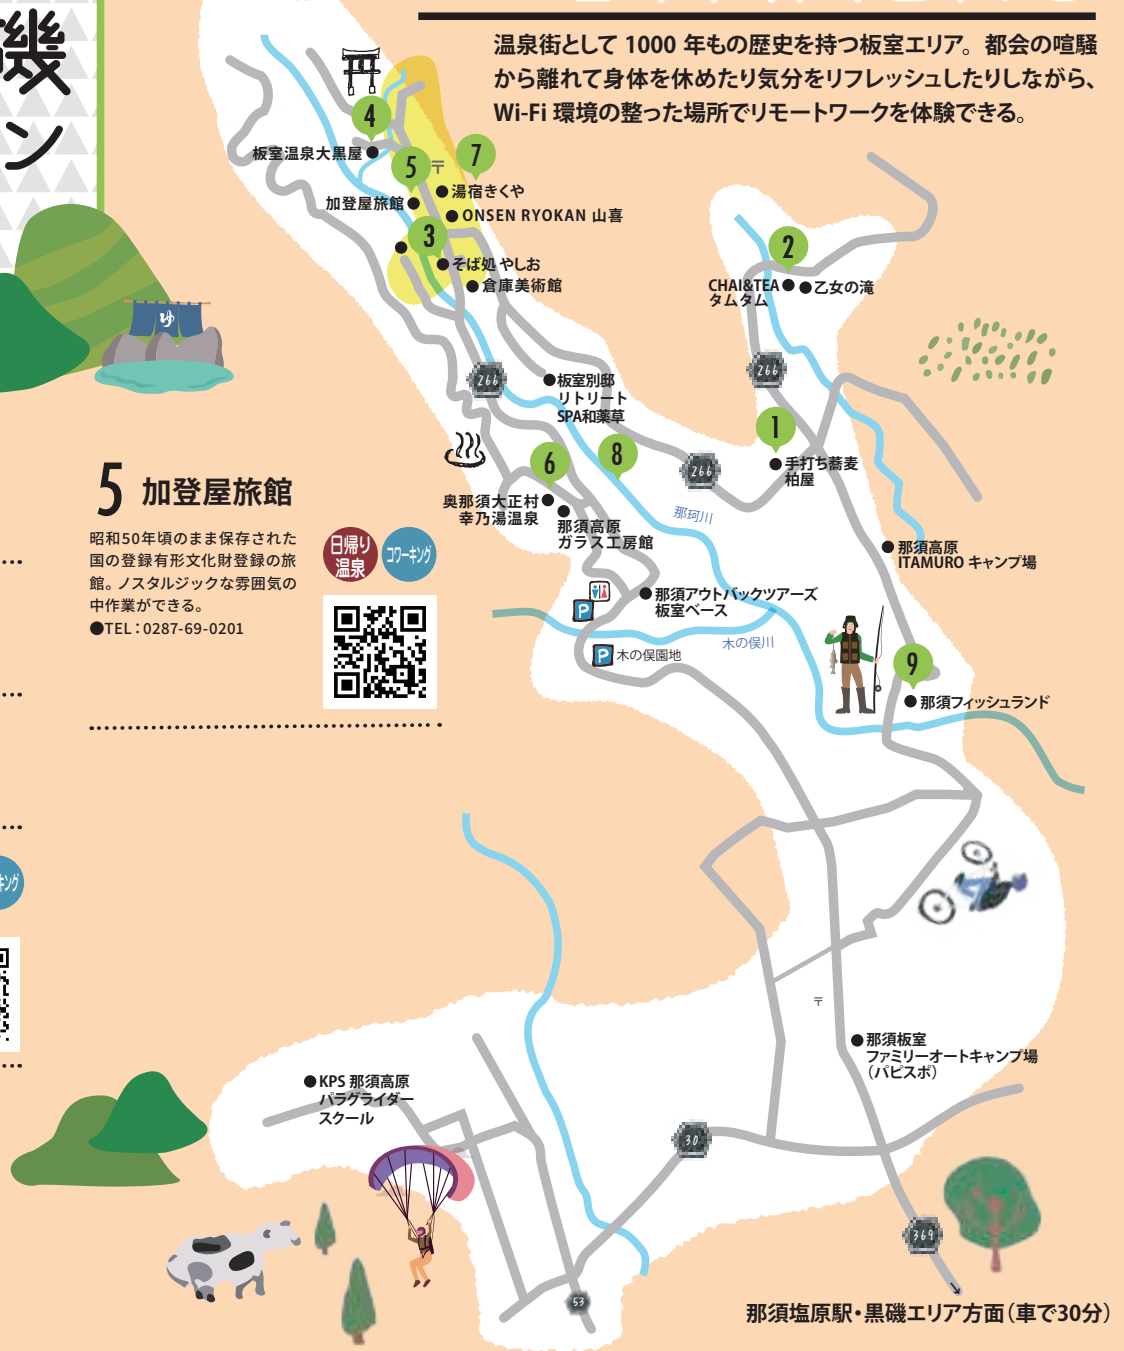 磯
ン
温泉街として 1000 年もの歴史を持つ板室エリア。都会の喧騒
から離れて身体を休めたり気分をリフレッシュしたりしながら、
Wi-Fi 環境の整った場所でリモートワークを体験できる。
4
板室温泉大黒屋
5
〒
7
湯宿きくや
加登屋旅館
ONSEN RYOKAN 山喜
3
そば処 やしお
倉庫美術館
2
CHAI&TEA
タムタム
乙女の滝
ゆ
266
266
板室別邸
リトリート
SPA和薬草
1
手打ち蕎麦
柏屋
266
6
8
奥那須大正村
幸乃湯温泉
那須高原
ガラス工房館
那珂川
那須高原
ITAMURO キャンプ場
5 加登屋旅館
昭和50年頃のまま保存された
国の登録有形文化財登録の旅
館。ノスタルジックな雰囲気の
中作業ができる。
●TEL：0287-69-0201
日帰り
温泉
コワーキング
那須アウトバックツアーズ
板室ベース
P
P
木の俣園地
木の俣川
9
那須フィッシュランド
キング
〒
那須板室
ファミリーオートキャンプ場
（パピスポ）
KPS 那須高原
パラグライダー
スクール
30
369
53
那須塩原駅・黒磯エリア方面（車で30分）